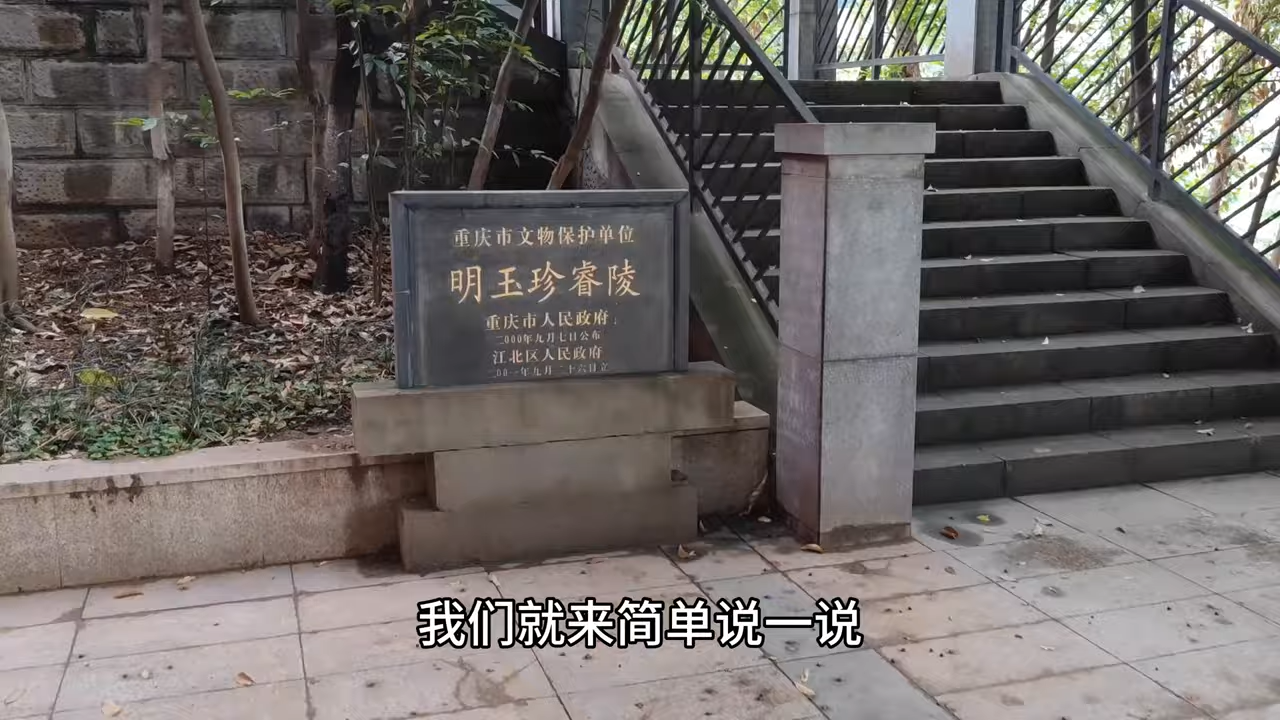 重庆市文物保护单位
明玉珍睿陵
重庆市人民政府
二000年九月七日公布
江北区人民政府
二00一年九月二十六日立
我们就来简单说一说